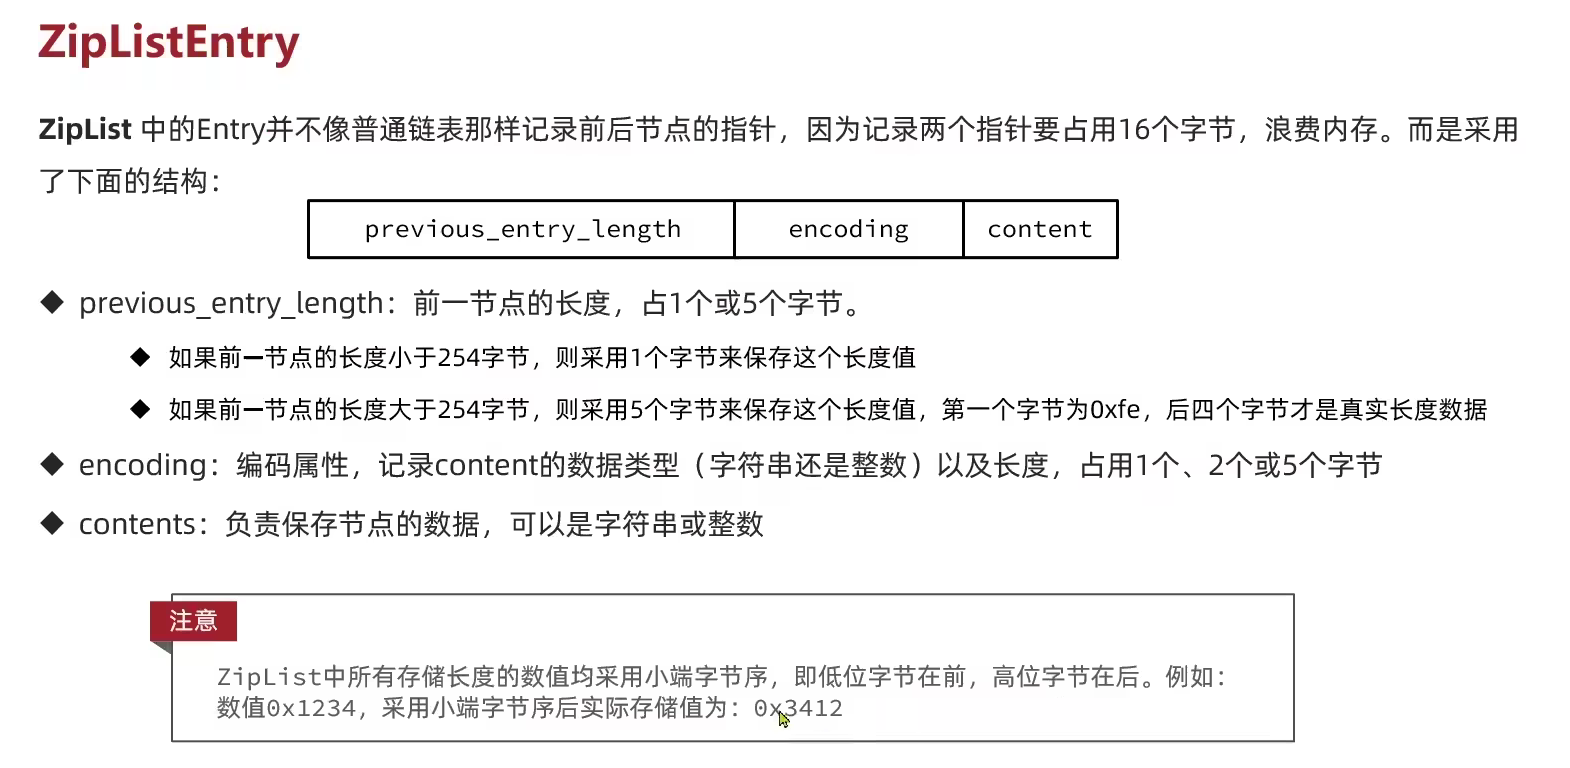 ZipListEntry
ZipList 中的Entry并不像普通链表那样记录前后节点的指针，因为记录两个指针要占用16个字节，浪费内存。而是采用
了下面的结构：
previous_entry_length encoding content
◆ previous_entry_length：前一节点的长度，占1个或5个字节。
◆ 如果前一节点的长度小于254字节，则采用1个字节来保存这个长度值
◆ 如果前一节点的长度大于254字节，则采用5个字节来保存这个长度值，第一个字节为0xfe，后四个字节才是真实长度数据
◆ encoding：编码属性，记录content的数据类型（字符串还是整数）以及长度，占用1个、2个或5个字节
◆ contents：负责保存节点的数据，可以是字符串或整数
注意
ZipList中所有存储长度的数值均采用小端字节序，即低位字节在前，高位字节在后。例如：
数值0x1234，采用小端字节序后实际存储值为：0x3412